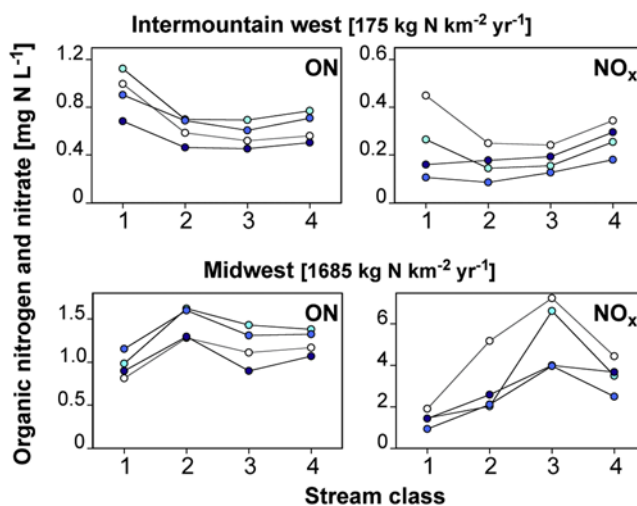 Intermountain west [175 kg N km-2 yr-1]
Organic nitrogen and nitrate [mg N L-1]
1.2
0.8
0.4
0
ON
1 2 3 4
0.6
0.4
0.2
0
NOx
1 2 3 4
Midwest [1685 kg N km-2 yr-1]
1.5
1.0
0.5
0
ON
1 2 3 4
6
4
2
0
NOx
1 2 3 4
Stream class